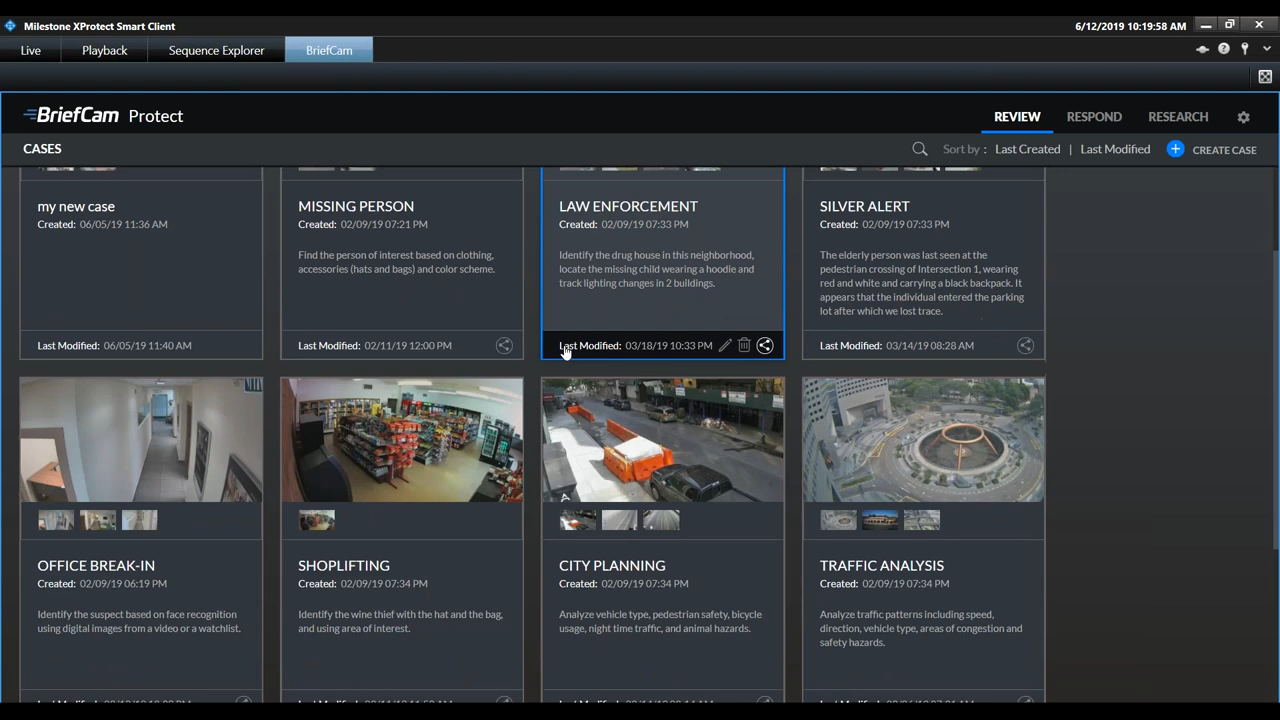 Milestone XProtect Smart Client
6/12/2019 10:19:58 AM
Live
Playback
Sequence Explorer
BriefCam
BriefCam Protect
REVIEW
RESPOND
RESEARCH
CASES
Sort by : Last Created | Last Modified
CREATE CASE
my new case
Created: 06/05/19 11:36 AM
Last Modified: 06/05/19 11:40 AM
MISSING PERSON
Created: 02/09/19 07:21 PM
Find the person of interest based on clothing,
accessories (hats and bags) and color scheme.
Last Modified: 02/11/19 12:00 PM
LAW ENFORCEMENT
Created: 02/09/19 07:33 PM
Identify the drug house in this neighborhood,
locate the missing child wearing a hoodie and
track lighting changes in 2 buildings.
Last Modified: 03/18/19 10:33 PM
SILVER ALERT
Created: 02/09/19 07:33 PM
The elderly person was last seen at the
pedestrian crossing of Intersection 1, wearing
red and white and carrying a black backpack. It
appears that the individual entered the parking
lot after which we lost trace.
Last Modified: 03/14/19 08:28 AM
OFFICE BREAK-IN
Created: 02/09/19 06:19 PM
Identify the suspect based on face recognition
using digital images from a video or a watchlist.
SHOPLIFTING
Created: 02/09/19 07:34 PM
Identify the wine thief with the hat and the bag,
and using area of interest.
CITY PLANNING
Created: 02/09/19 07:34 PM
Analyze vehicle type, pedestrian safety, bicycle
usage, night time traffic, and animal hazards.
TRAFFIC ANALYSIS
Created: 02/09/19 07:34 PM
Analyze traffic patterns including speed,
direction, vehicle type, areas of congestion and
safety hazards.